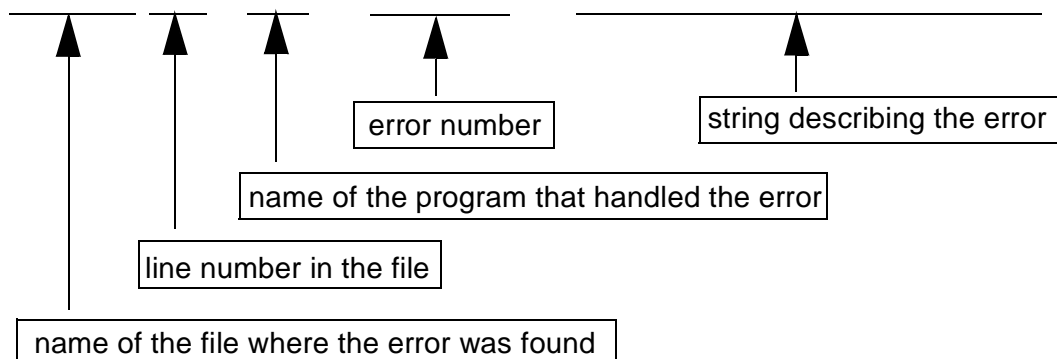 error number
string describing the error
name of the program that handled the error
line number in the file
name of the file where the error was found